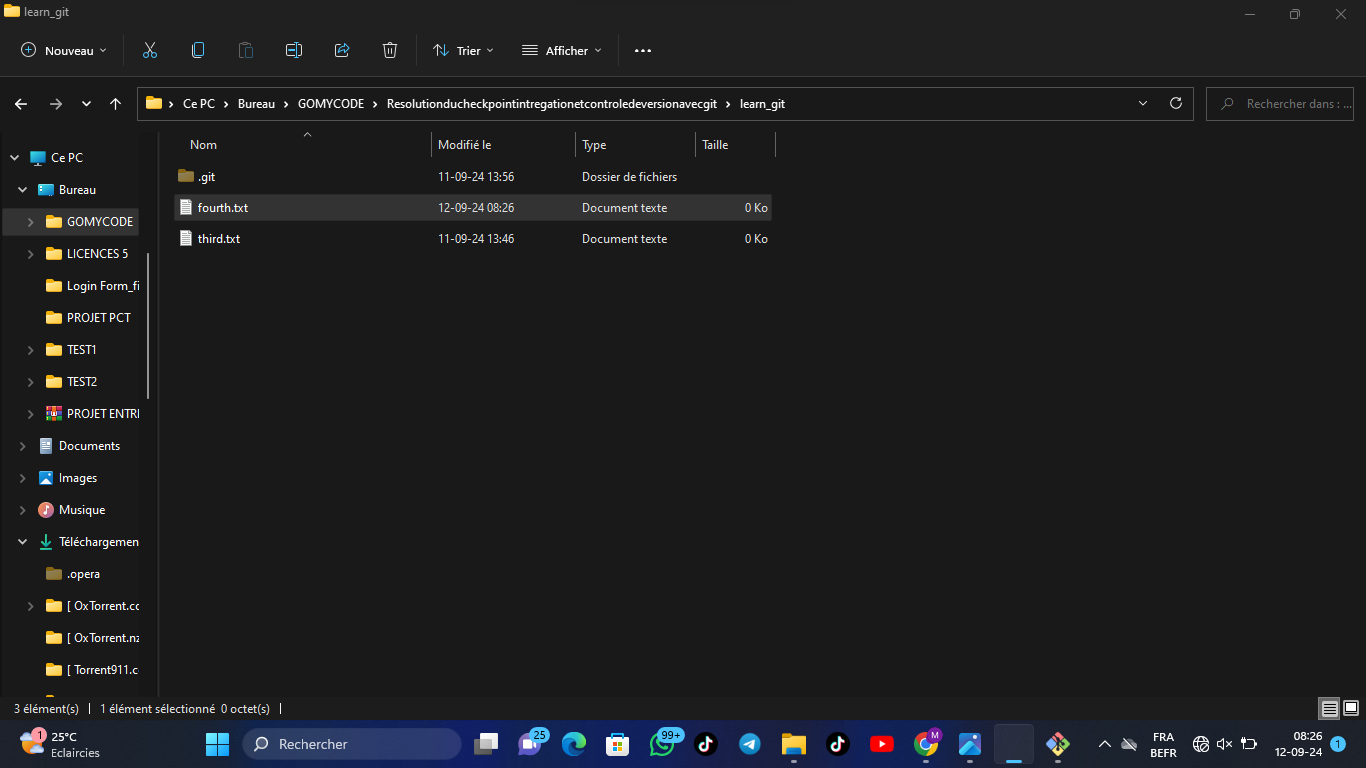 learn_git
Nouveau Trier Afficher
Ce PC Bureau GOMYCODE Resolutionducheckpointintregationetcontroledeversionavecgit learn_git Rechercher dans : ...
Nom Modifié le Type Taille
.git 11-09-24 13:56 Dossier de fichiers
fourth.txt 12-09-24 08:26 Document texte 0 Ko
third.txt 11-09-24 13:46 Document texte 0 Ko
Ce PC
Bureau
GOMYCODE
LICENCES 5
Login Form_fi
PROJET PCT
TEST1
TEST2
PROJET ENTRI
Documents
Images
Musique
Téléchargemen
.opera
[ OxTorrent.cc
[ OxTorrent.nz
[ Torrent911.c
3 élément(s) 1 élément sélectionné 0 octet(s)
1 25°C
Eclaircies
Rechercher
25
99+
M
FRA
BEFR
08:26
12-09-24
1